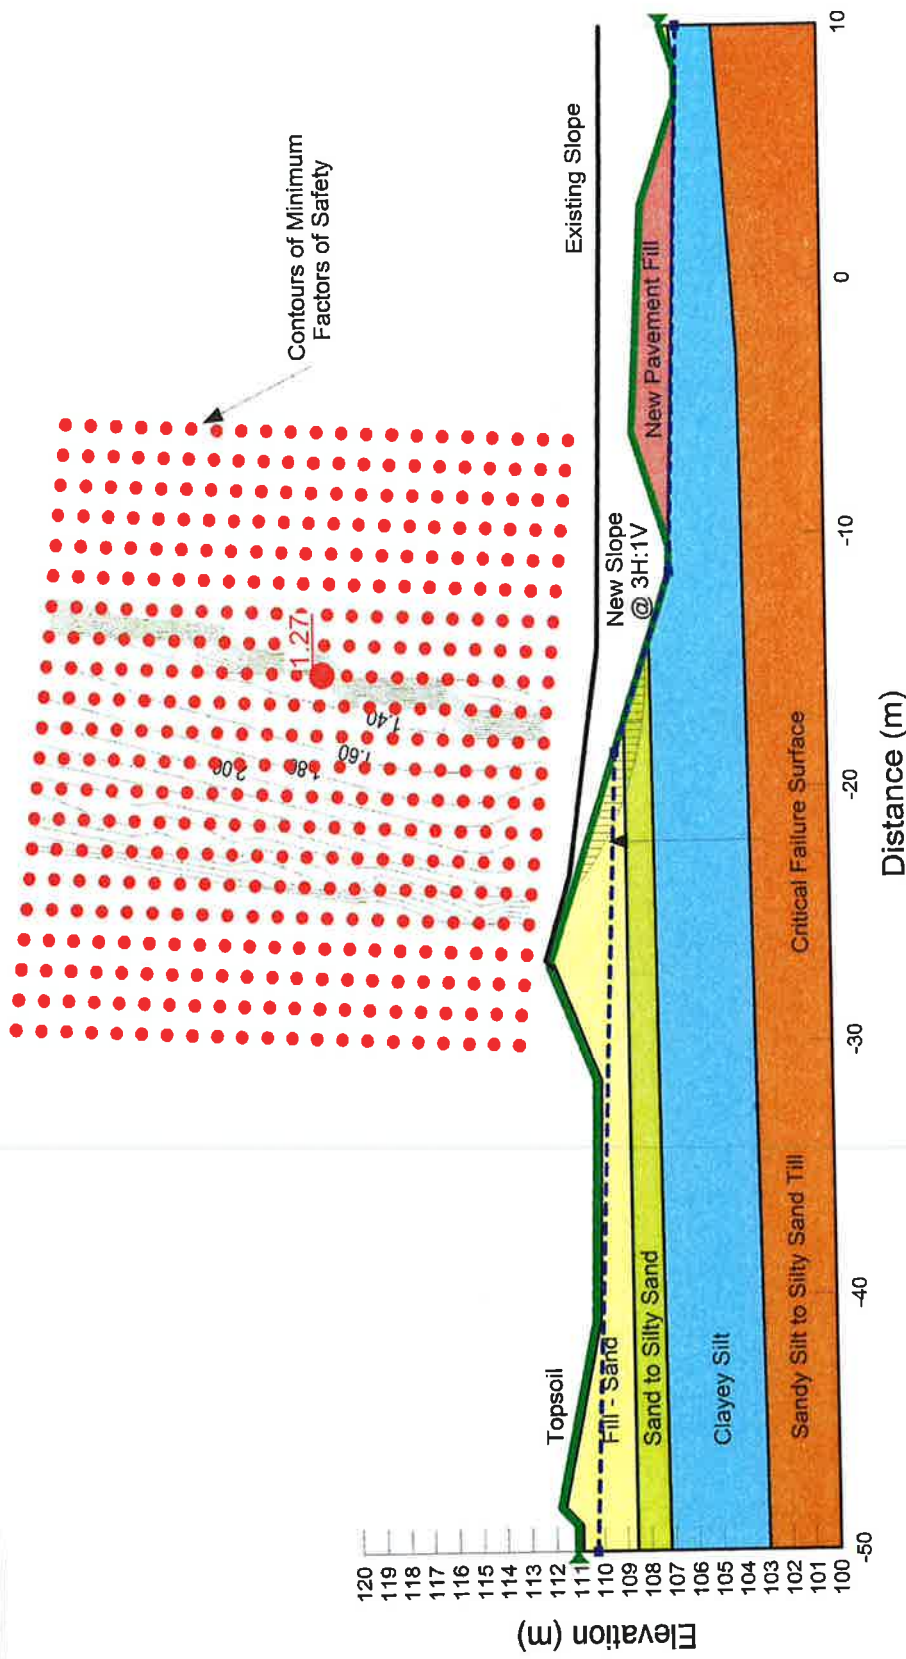 Contours of Minimum
Factors of Safety
1.27
1.40
1.60
1.80
2.00
Existing Slope
New Slope
@ 3H:1V
New Pavement Fill
Topsoil
Fill - Sand
Sand to Silty Sand
Clayey Silt
Sandy Silt to Silty Sand Till
Critical Failure Surface
Elevation (m)
120
119
118
117
116
115
114
113
112
111
110
109
108
107
106
105
104
103
102
101
100
-50
-40
-30
-20
-10
0
10
Distance (m)